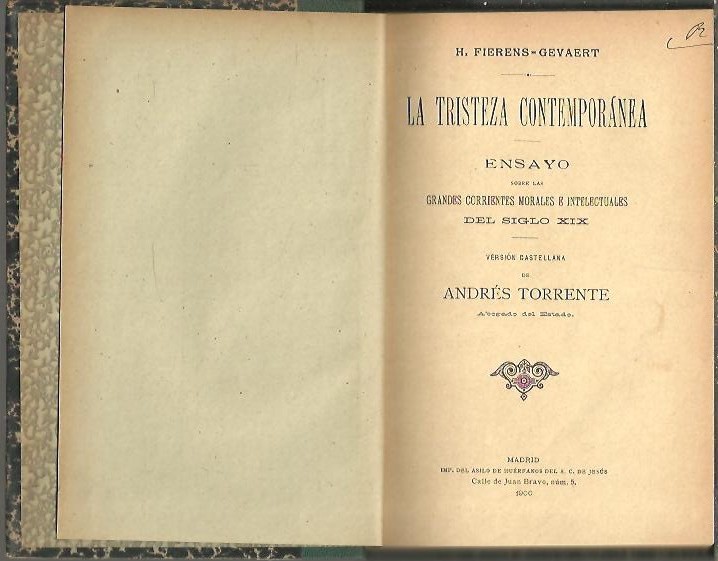 H. FIERENS-GEVAERT
LA TRISTEZA CONTEMPORÁNEA
ENSAYO
SOBRE LAS
GRANDES CORRIENTES MORALES E INTELECTUALES
DEL SIGLO XIX
VERSIÓN CASTELLANA
DE
ANDRÉS TORRENTE
Abogado del Estado.
MADRID
IMP. DEL ASILO DE HUÉRFANOS DEL S. C. DE JESÚS
Calle de Juan Bravo, núm. 5.